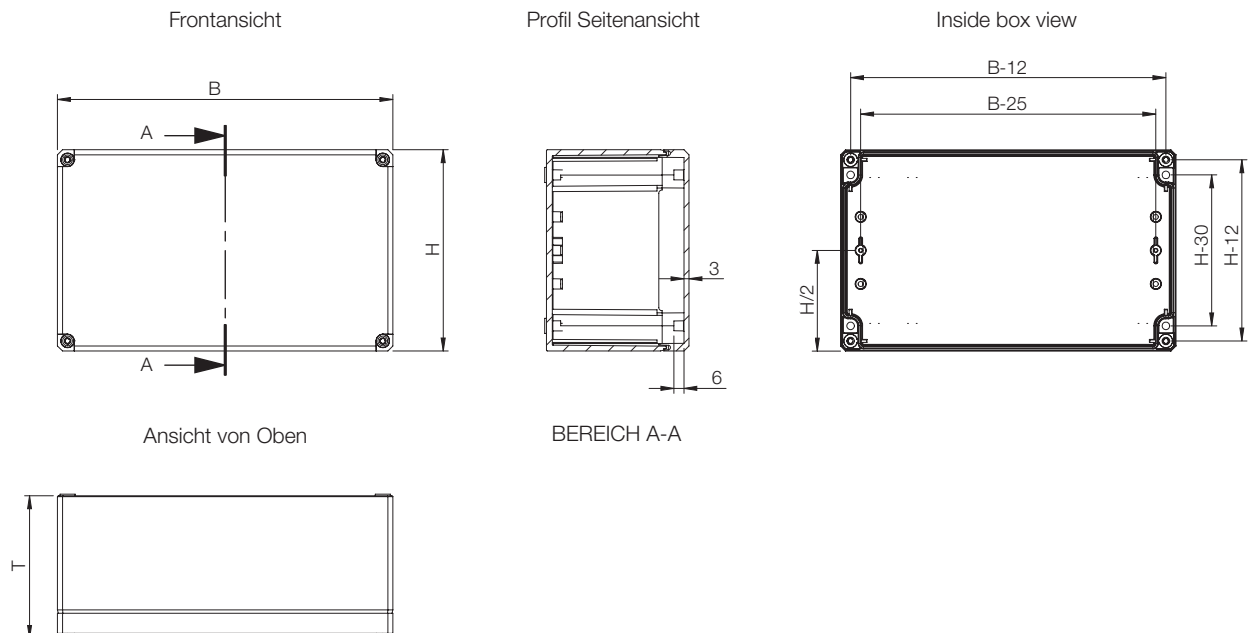 Frontansicht
Profil Seitenansicht
Inside box view
B
A
H
A
3
6
B-12
B-25
H/2
H-30
H-12
Ansicht von Oben
BEREICH A-A
T